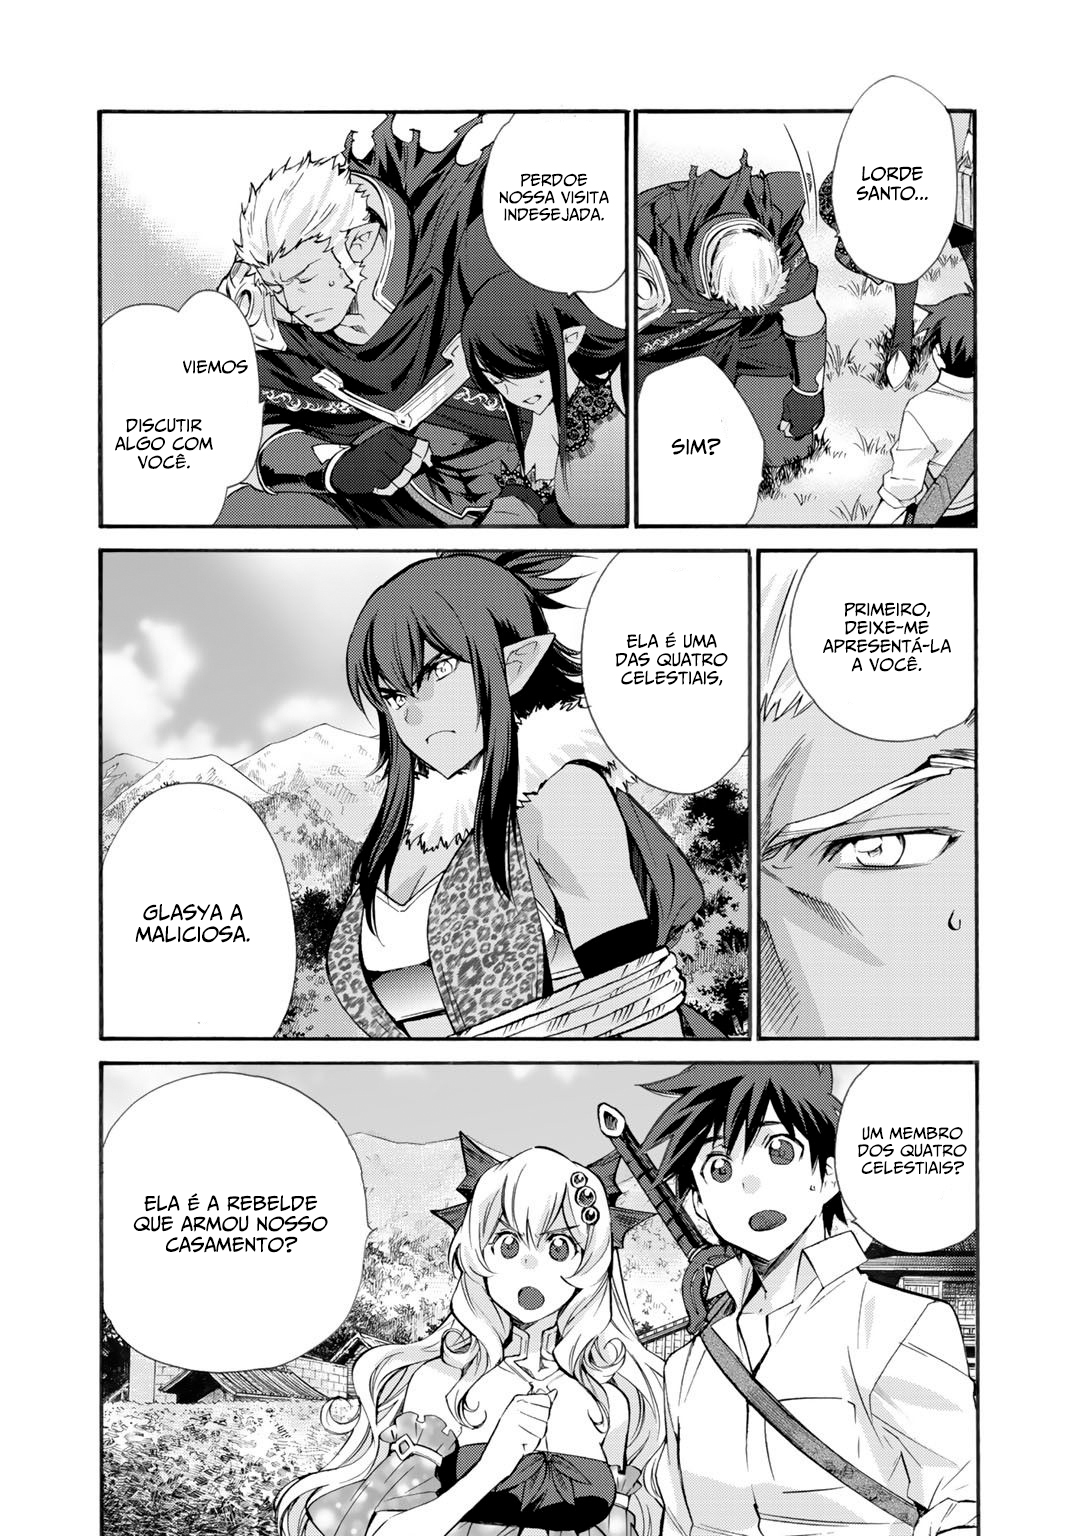 LORDE
SANTO...
SIM?
PERDOE
NOSSA VISITA
INDESEJADA.
VIEMOS
DISCUTIR
ALGO COM
VOCÊ.
PRIMEIRO,
DEIXE-ME
APRESENTÁ-LA
A VOCÊ.
ELA É UMA
DAS QUATRO
CELESTIAIS,
GLASYA A
MALICIOSA.
UM MEMBRO
DOS QUATRO
CELESTIAIS?
ELA É A REBELDE
QUE ARMOU NOSSO
CASAMENTO?